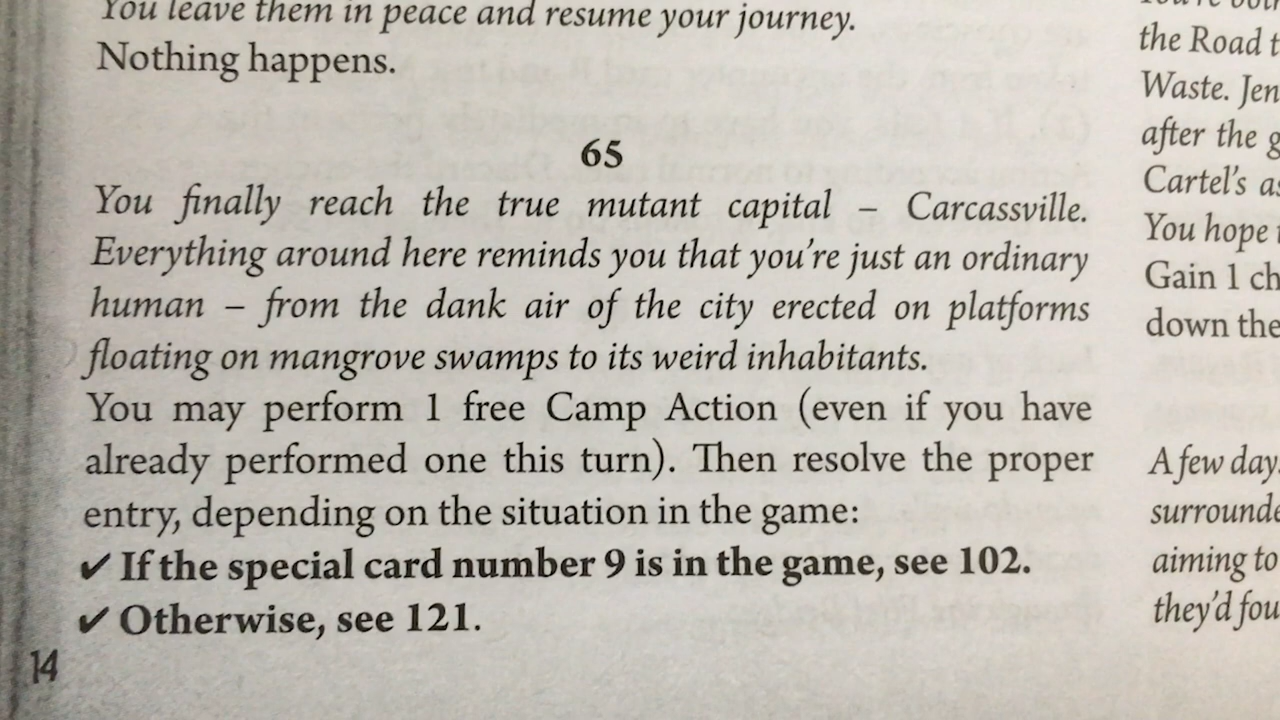 You leave them in peace and resume your journey.
Nothing happens.
65
You finally reach the true mutant capital – Carcassville.
Everything around here reminds you that you're just an ordinary
human – from the dank air of the city erected on platforms
floating on mangrove swamps to its weird inhabitants.
You may perform 1 free Camp Action (even if you have
already performed one this turn). Then resolve the proper
entry, depending on the situation in the game:
✔ If the special card number 9 is in the game, see 102.
✔ Otherwise, see 121.
14
the Road
Waste. Jen
after the
Cartel's
You hope
Gain 1
down the
A few
aiming to
they'd